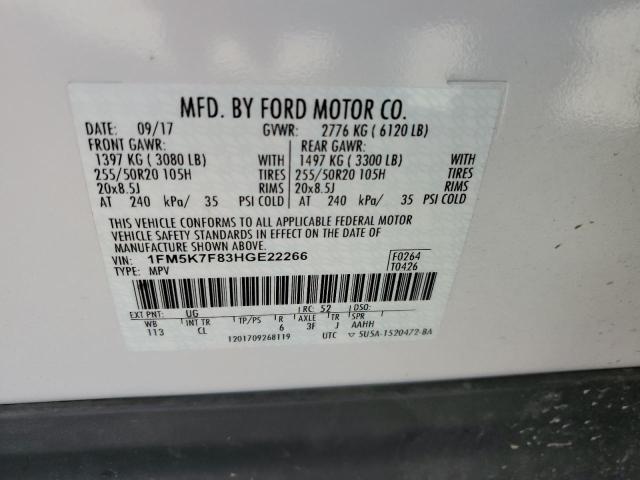 MFD. BY FORD MOTOR CO.
DATE: 09/17 GVWR: 2776 KG ( 6120 LB)
FRONT GAWR: REAR GAWR:
1397 KG ( 3080 LB) WITH 1497 KG ( 3300 LB) WITH
255/50R20 105H TIRES 255/50R20 105H TIRES
20x8.5J RIMS 20x8.5J RIMS
AT 240 kPa/ 35 PSI COLD AT 240 kPa/ 35 PSI COLD
THIS VEHICLE CONFORMS TO ALL APPLICABLE FEDERAL MOTOR
VEHICLE SAFETY STANDARDS IN EFFECT ON THE DATE OF
MANUFACTURE SHOWN ABOVE.
VIN: 1FM5K7F83HGE22266 F0264
TYPE: MPV T0426
EXT PNT: UG RC: 52 DSO:
WB INT TR TP/PS R AXLE TR SPR
113 CL 6 3F J AAHH
1201709268119 UTC 5U5A-1520472-BA